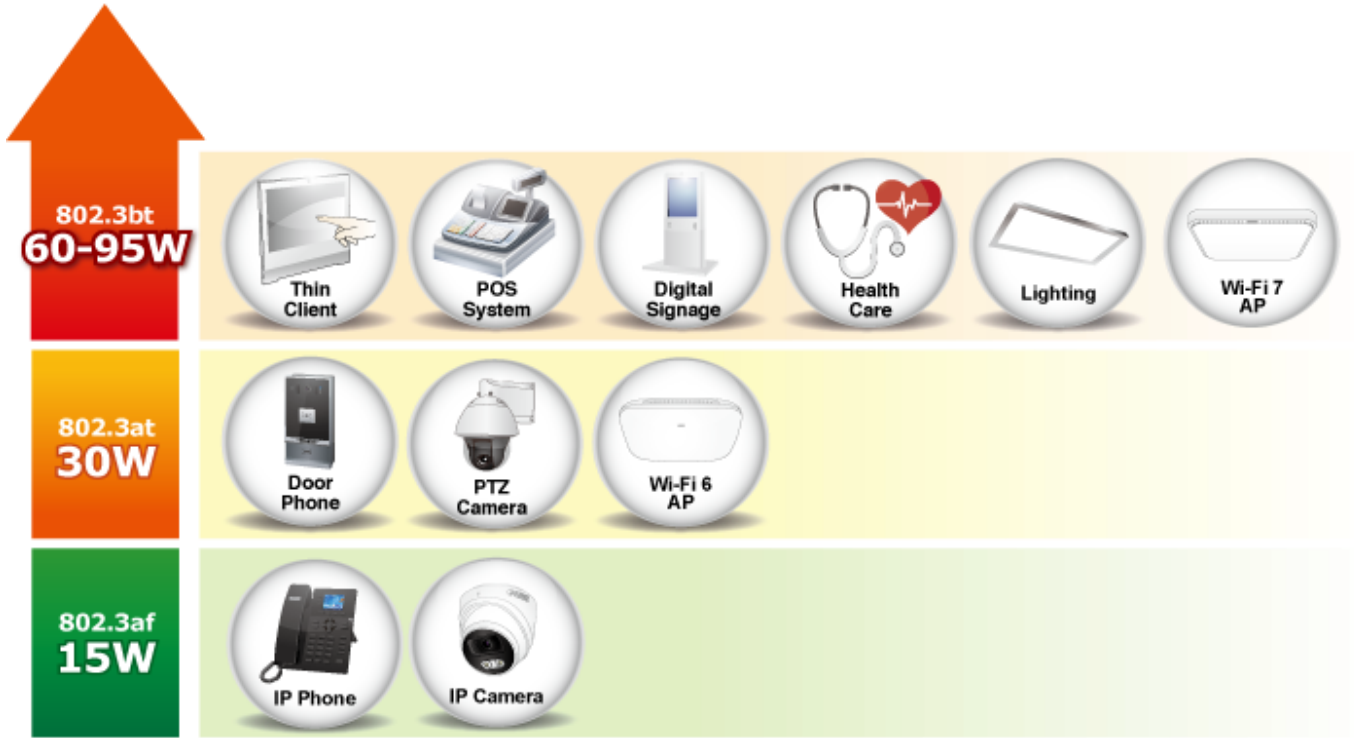 802.3bt
60-95W
Thin
Client
POS
System
Digital
Signage
Health
Care
Lighting
Wi-Fi 7
AP
802.3at
30W
Door
Phone
PTZ
Camera
Wi-Fi 6
AP
802.3af
15W
IP Phone
IP Camera